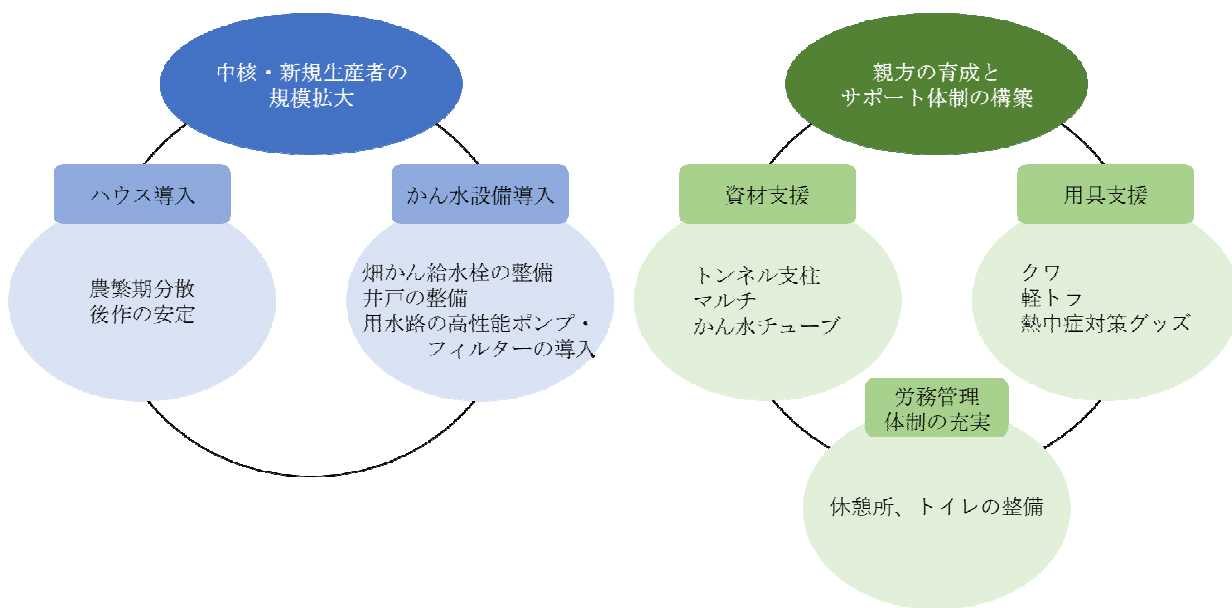 中核・新規生産者の
規模拡大
ハウス導入
農繁期分散
後作の安定
かん水設備導入
畑かん給水栓の整備
井戸の整備
用水路の高性能ポンプ・
フィルターの導入
親方の育成と
サポート体制の構築
資材支援
トンネル支柱
マルチ
かん水チューブ
用具支援
クワ
軽トラ
熱中症対策グッズ
労務管理
体制の充実
休憩所、トイレの整備